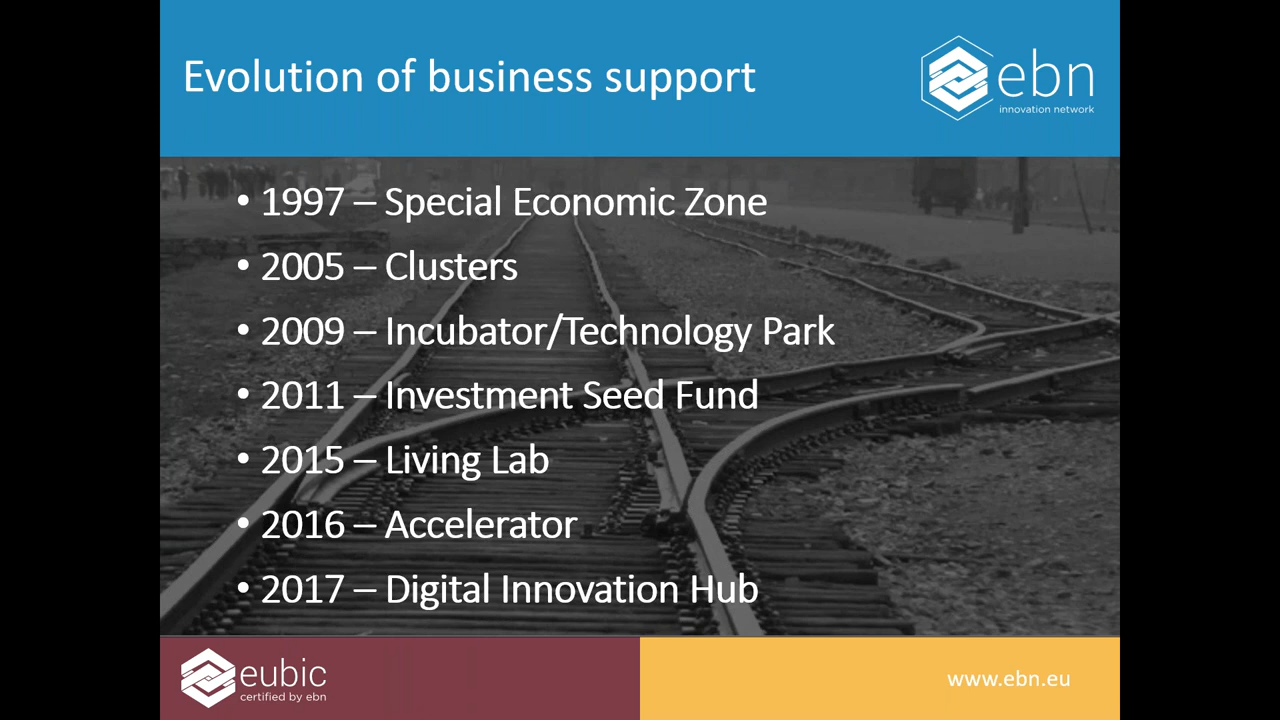 Evolution of business support
ebn
innovation network
• 1997 – Special Economic Zone
• 2005 – Clusters
• 2009 – Incubator/Technology Park
• 2011 – Investment Seed Fund
• 2015 – Living Lab
• 2016 – Accelerator
• 2017 – Digital Innovation Hub
eubic
certified by ebn
www.ebn.eu